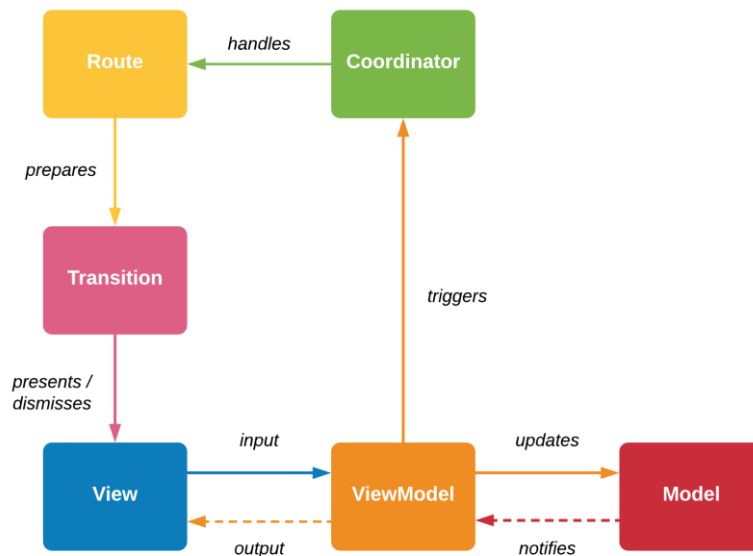 handles
Route
Coordinator
prepares
Transition
triggers
presents /
dismisses
input
updates
View
ViewModel
Model
output
notifies